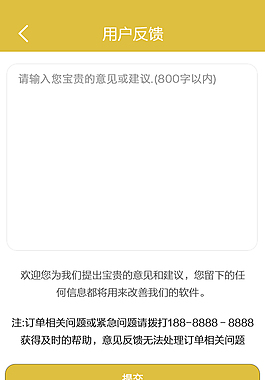 用户反馈
请输入您宝贵的意见或建议.(800字以内)
欢迎您为我们提出宝贵的意见和建议，您留下的任
何信息都将用来改善我们的软件。
注:订单相关问题或紧急问题请拨打188-8888-8888
获得及时的帮助，意见反馈无法处理订单相关问题
提交